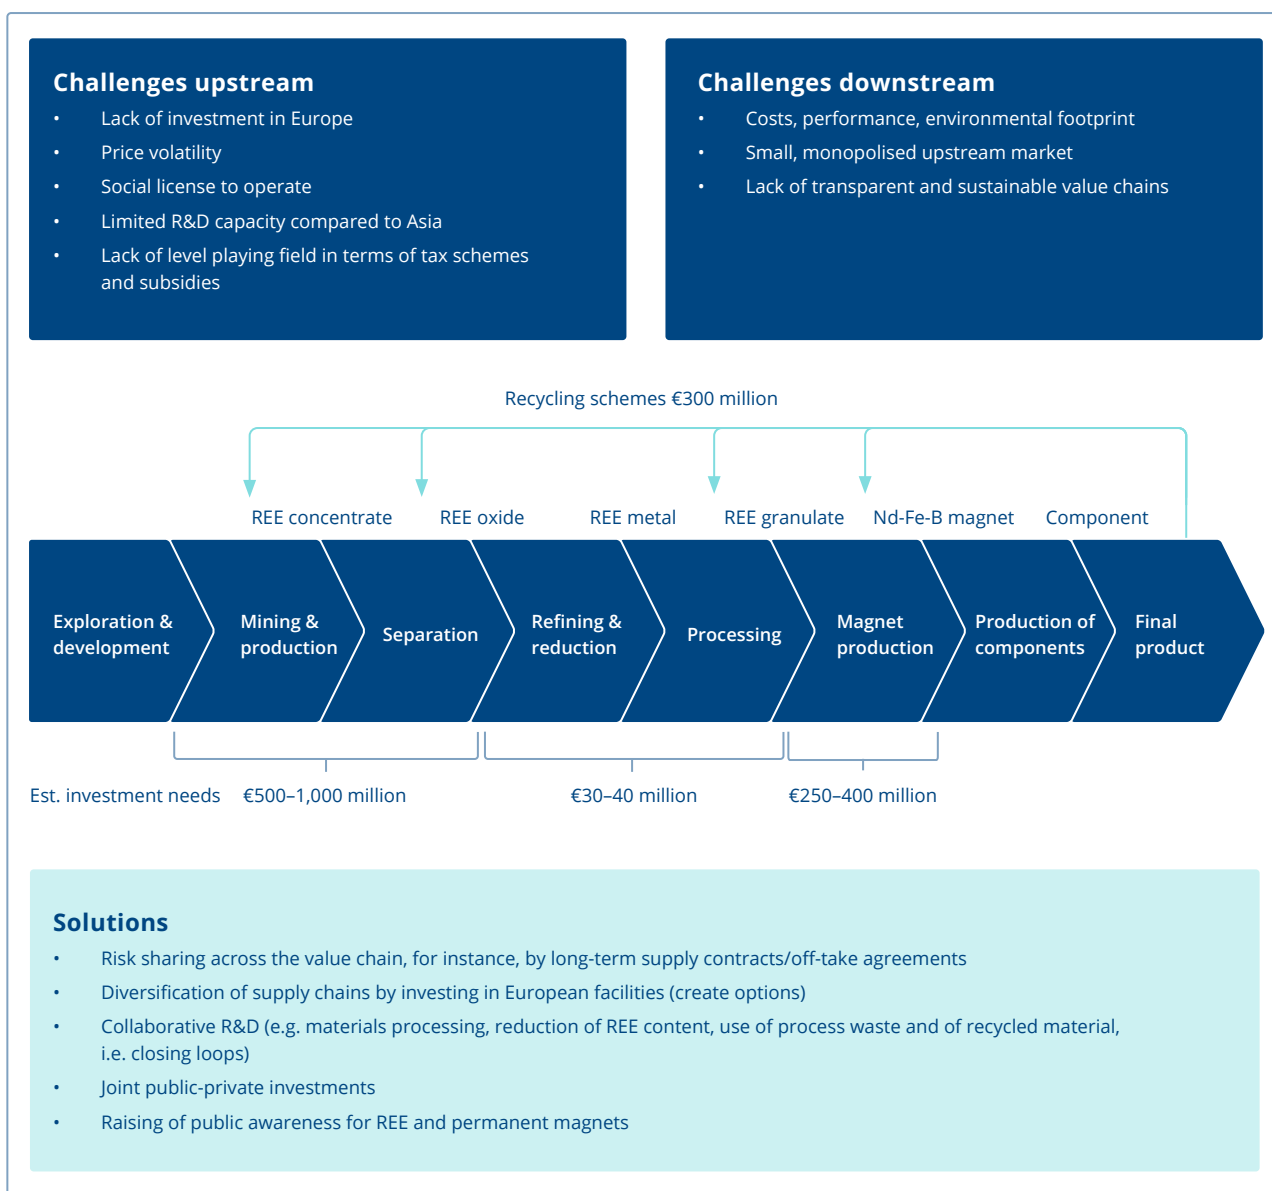 Challenges upstream
• Lack of investment in Europe
• Price volatility
• Social license to operate
• Limited R&D capacity compared to Asia
• Lack of level playing field in terms of tax schemes
and subsidies
Challenges downstream
• Costs, performance, environmental footprint
• Small, monopolised upstream market
• Lack of transparent and sustainable value chains
Recycling schemes €300 million
REE concentrate
REE oxide
REE metal
REE granulate
Nd-Fe-B magnet
Component
Exploration &
development
Mining &
production
Separation
Refining &
reduction
Processing
Magnet
production
Production of
components
Final
product
Est. investment needs
€500–1,000 million
€30–40 million
€250–400 million
Solutions
• Risk sharing across the value chain, for instance, by long-term supply contracts/off-take agreements
• Diversification of supply chains by investing in European facilities (create options)
• Collaborative R&D (e.g. materials processing, reduction of REE content, use of process waste and of recycled material,
i.e. closing loops)
• Joint public-private investments
• Raising of public awareness for REE and permanent magnets